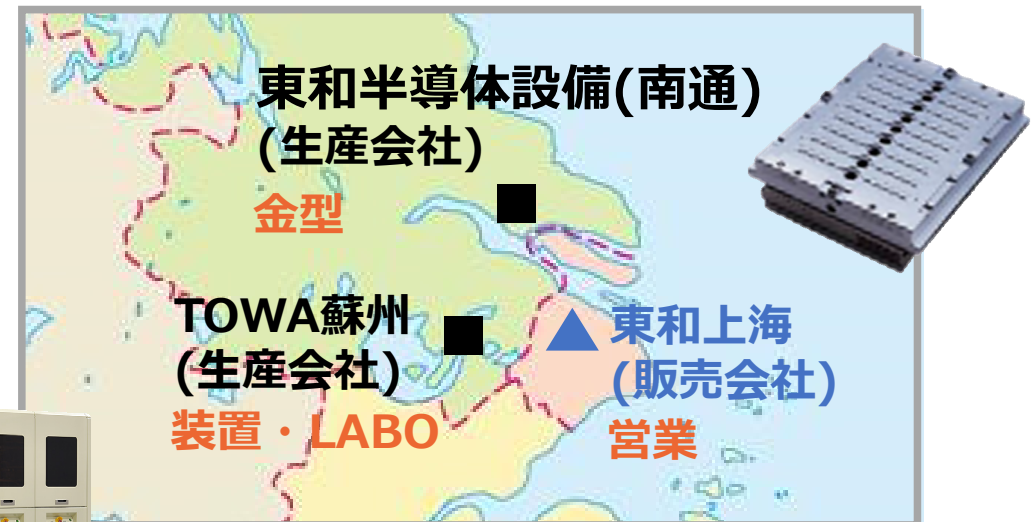 東和半導体設備(南通)
(生産会社)
金型
TOWA蘇州
(生産会社)
装置・LABO
東和上海
(販売会社)
営業